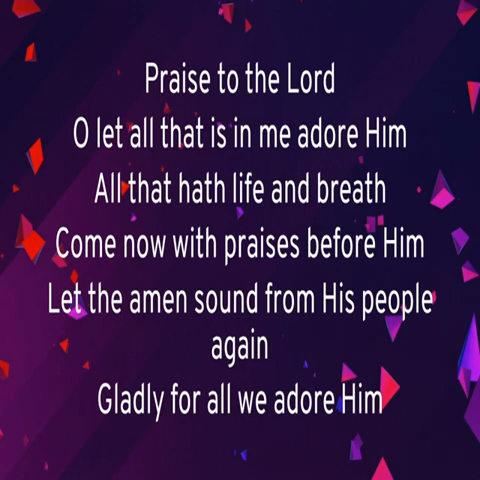 Praise to the Lord
O let all that is in me adore Him
All that hath life and breath
Come now with praises before Him
Let the amen sound from His people
again
Gladly for all we adore Him